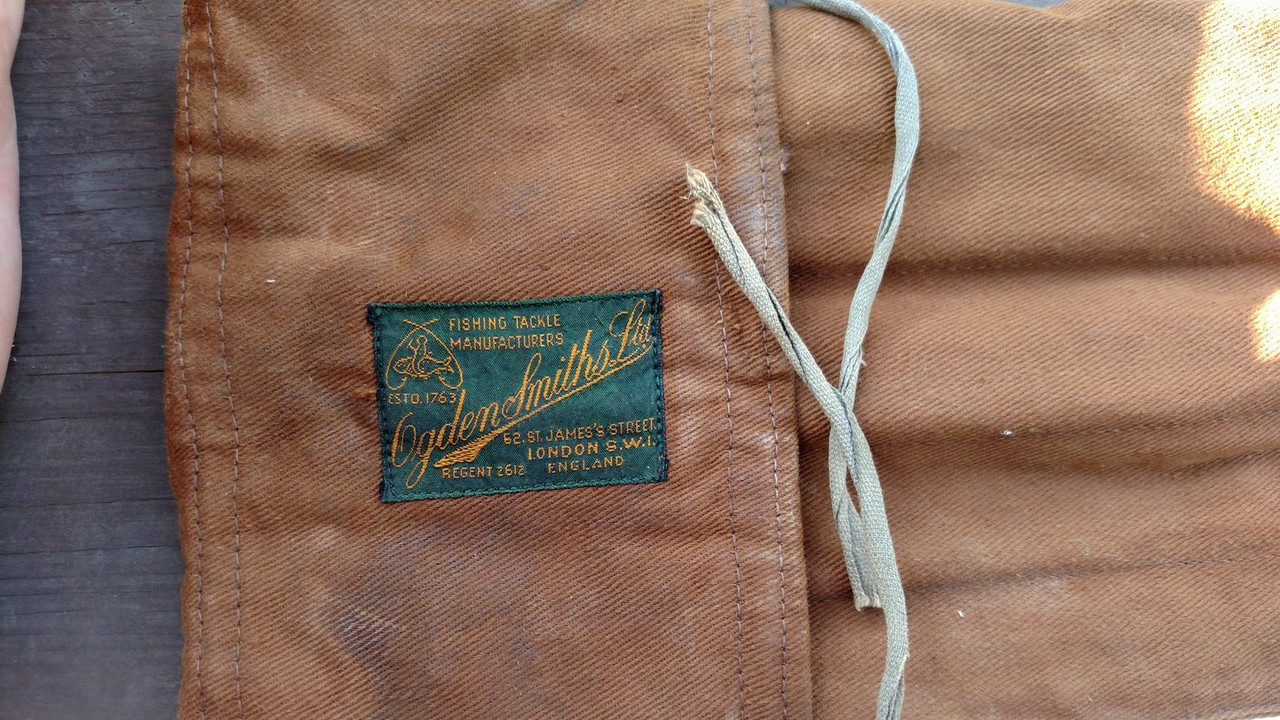 FISHING TACKLE
MANUFACTURERS
ESTD. 1763
Ogden Smiths Ltd
62, ST. JAMES'S STREET,
LONDON S.W.1.
REGENT 2612 ENGLAND